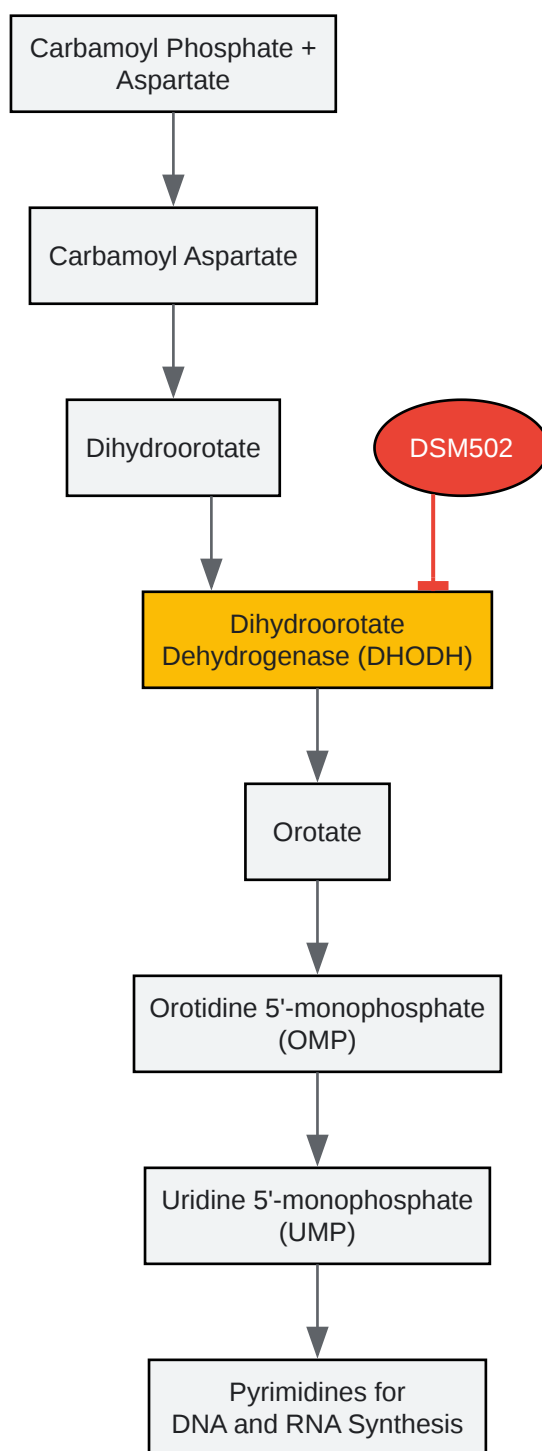 Carbamoyl Phosphate +
Aspartate
Carbamoyl Aspartate
Dihydroorotate
DSM502
Dihydroorotate
Dehydrogenase (DHODH)
Orotate
Orotidine 5'-monophosphate
(OMP)
Uridine 5'-monophosphate
(UMP)
Pyrimidines for
DNA and RNA Synthesis